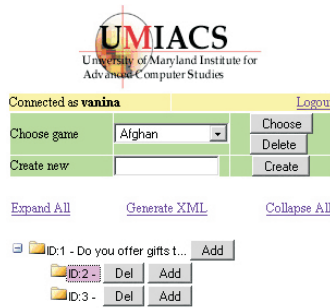 UMIACS
University of Maryland Institute for
Advanced Computer Studies
Connected as vanina Logou
Choose game Afghan Choose
Delete
Create new Create
Expand All Generate XML Collapse All
ID:1 - Do you offer gifts t... Add
ID:2 - Del Add
ID:3 - Del Add